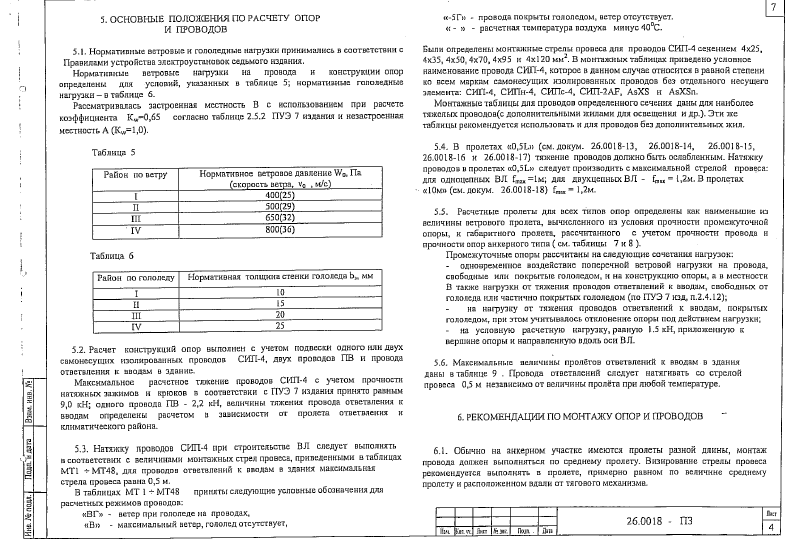 5. ОСНОВНЫЕ ПОЛОЖЕНИЯ ПО РАСЧЕТУ ОПОР
И ПРОВОДОВ
5.1. Нормативные ветровые и гололедные нагрузки принимались в соответствии с
Правилами устройства электроустановок седьмого издания.
Нормативные ветровые нагрузки на провода и конструкции опор
определены для условий, указанных в таблице 5; нормативные гололедные
нагрузки – в таблице 6.
Рассматривалась застроенная местность В с использованием при расчете
коэффициента Kw=0,65 согласно таблице 2.5.2 ПУЭ 7 издания и незастроенная
местность А (Kw=1,0).
Таблица 5
Район по ветру Нормативное ветровое давление W0, Па
(скорость ветра, v0 , м/с)
I 400(25)
II 500(29)
III 650(32)
IV 800(36)
Таблица 6
Район по гололеду Нормативная толщина стенки гололеда bэ, мм
I 10
II 15
III 20
IV 25
5.2. Расчет конструкций опор выполнен с учетом подвески одного или двух
самонесущих изолированных проводов СИП-4, двух проводов ПВ и провода
ответвления к вводам в здание.
Максимальное расчетное тяжение проводов СИП-4 с учетом прочности
натяжных зажимов и крюков в соответствии с ПУЭ 7 издания принято равным
9,0 кН; одного провода ПВ - 2,2 кН, величины тяжения провода ответвления к
вводам определены расчетом в зависимости от пролета ответвления и
климатического района.
5.3. Натяжку проводов СИП-4 при строительстве ВЛ следует выполнять
в соответствии с величинами монтажных стрел провеса, приведенными в таблицах
МТ1 ÷ МТ48, для проводов ответвлений к вводам в здания максимальная
стрела провеса равна 0,5 м.
В таблицах МТ 1 ÷ МТ48 приняты следующие условные обозначения для
расчетных режимов проводов:
«ВГ» - ветер при гололеде на проводах,
«В» - максимальный ветер, гололед отсутствует,
7
«-5Г» - провода покрыты гололедом, ветер отсутствует.
« - » - расчетная температура воздуха минус 40°С.
Были определены монтажные стрелы провеса для проводов СИП-4 сечением 4х25,
4х35, 4х50, 4х70, 4х95 и 4х120 мм². В монтажных таблицах приведено условное
наименование провода СИП-4, которое в данном случае относится в равной степени
ко всем маркам самонесущих изолированных проводов без отдельного несущего
элемента: СИП-4, СИПн-4, СИПс-4, СИП-2AF, AsXS и AsXSn.
Монтажные таблицы для проводов определенного сечения даны для наиболее
тяжелых проводов(с дополнительными жилами для освещения и др.). Эти же
таблицы рекомендуется использовать и для проводов без дополнительных жил.
5.4. В пролетах «0,5L» (см. докум. 26.0018-13, 26.0018-14, 26.0018-15,
26.0018-16 и 26.0018-17) тяжение проводов должно быть ослабленным. Натяжку
проводов в пролетах «0,5L» следует производить с максимальной стрелой провеса:
для одноцепных ВЛ fmax =1м; для двухцепных ВЛ - fmax = 1,2м. В пролетах
«10м» (см. докум. 26.0018-18) fmax = 1,2м.
5.5. Расчетные пролеты для всех типов опор определены как наименьшие из
величины ветрового пролета, вычисленного из условия прочности промежуточной
опоры, к габаритного пролета, рассчитанного с учетом прочности провода и
прочности опор анкерного типа ( см. таблицы 7 и 8 ).
Промежуточные опоры рассчитаны на следующие сочетания нагрузок:
- одновременное воздействие поперечной ветровой нагрузки на провода,
свободные или покрытые гололедом, и на конструкцию опоры, а в местности
В также нагрузки от тяжения проводов ответвлений к вводам, свободных от
гололеда или частично покрытых гололедом (по ПУЭ 7 изд, п.2.4.12);
- на нагрузку от тяжения проводов ответвлений к вводам, покрытых
гололедом, при этом учитывалось отклонение опоры под действием нагрузки;
- на условную расчетную нагрузку, равную 1.5 кН, приложенную к
вершине опоры и направленную вдоль оси ВЛ.
5.6. Максимальные величины пролётов ответвлений к вводам в здания
даны в таблице 9 . Провода ответвлений следует натягивать со стрелой
провеса 0,5 м независимо от величины пролёта при любой температуре.
6. РЕКОМЕНДАЦИИ ПО МОНТАЖУ ОПОР И ПРОВОДОВ
6.1. Обычно на анкерном участке имеются пролеты разной длины, монтаж
провода должен выполняться по среднему пролету. Визирование стрелы провеса
рекомендуется выполнять в пролете, примерно равном по величине среднему
пролету и расположенном вдали от тягового механизма.
Взам. инв. №
Подп. и дата
Инв. № подл.
Изм. Кол. уч. Лист № док. Подп. Дата
26.0018 - ПЗ
Лист
4